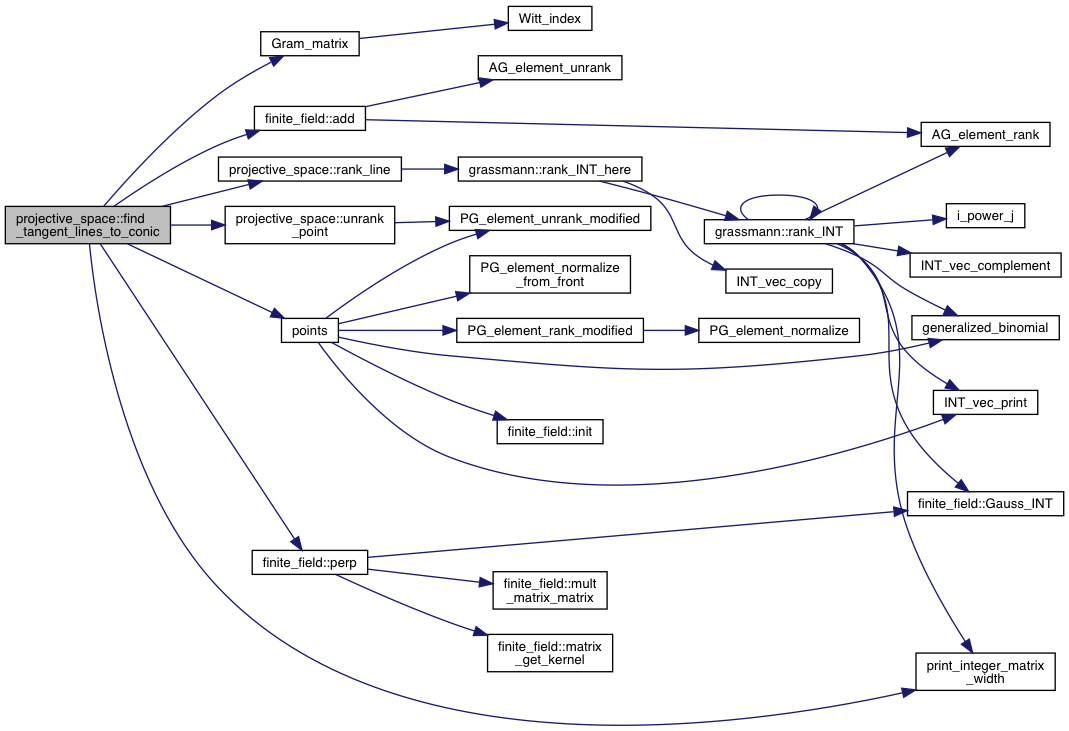 projective_space::find
_tangent_lines_to_conic
Gram_matrix
Witt_index
finite_field::add
AG_element_unrank
AG_element_rank
projective_space::rank_line
grassmann::rank_INT_here
grassmann::rank_INT
i_power_j
INT_vec_complement
INT_vec_copy
projective_space::unrank
_point
PG_element_unrank_modified
points
PG_element_normalize
_from_front
PG_element_rank_modified
PG_element_normalize
generalized_binomial
finite_field::init
INT_vec_print
finite_field::perp
finite_field::Gauss_INT
finite_field::mult
_matrix_matrix
finite_field::matrix
_get_kernel
print_integer_matrix
_width